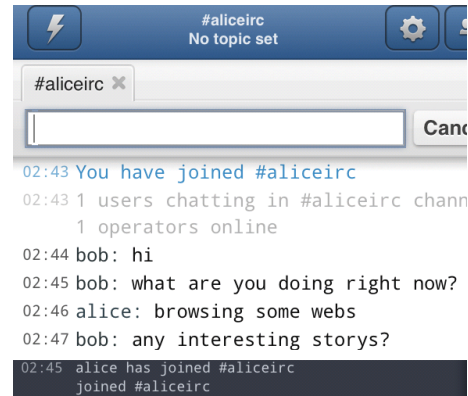 #aliceirc
No topic set
#aliceirc
02:43 You have joined #aliceirc
02:43 1 users chatting in #aliceirc
1 operators online
02:44 bob: hi
02:45 bob: what are you doing right now?
02:46 alice: browsing some webs
02:47 bob: any interesting storys?
02:45 alice has joined #aliceirc
joined #aliceirc